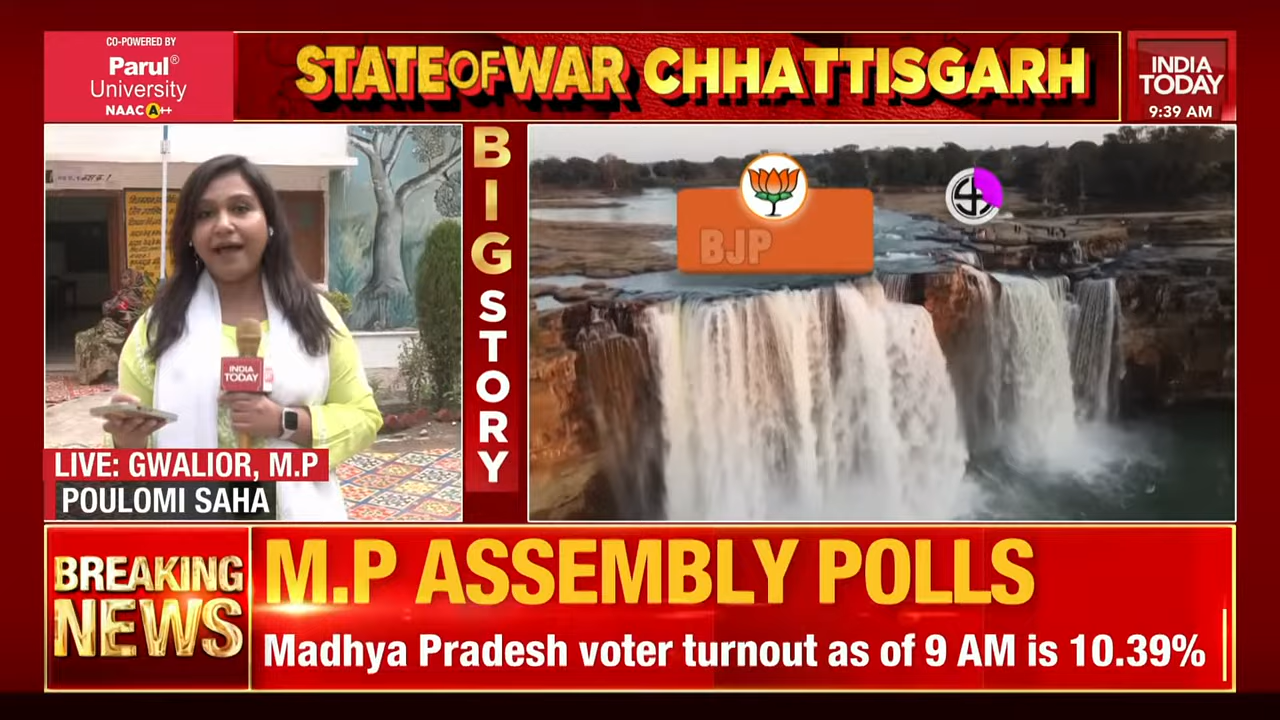 CO-POWERED BY
Parul®
University
NAAC A++
STATE OF WAR CHHATTISGARH
INDIA
TODAY
9:39 AM
BIG STORY
BJP
INDIA
TODAY
LIVE: GWALIOR, M.P
POULOMI SAHA
BREAKING
NEWS
M.P ASSEMBLY POLLS
Madhya Pradesh voter turnout as of 9 AM is 10.39%